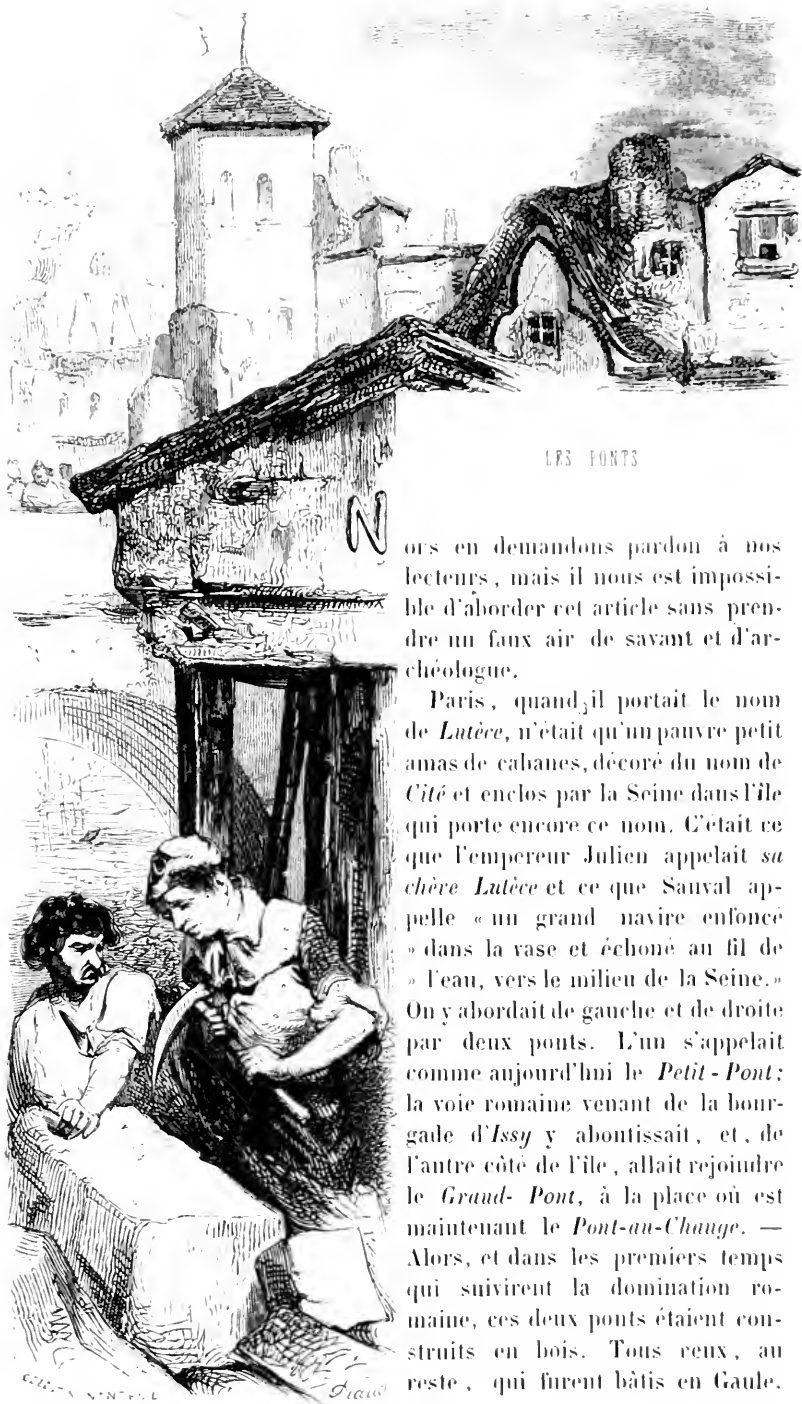 LES PONTS
NOUS en demandons pardon à nos
lecteurs, mais il nous est impossi-
ble d'aborder cet article sans pren-
dre un faux air de savant et d'ar-
chéologue.
Paris, quand il portait le nom
de Lutèce, n'était qu'un pauvre petit
amas de cabanes, décoré du nom de
Cité et enclos par la Seine dans l'île
qui porte encore ce nom. C'était ce
que l'empereur Julien appelait sa
chère Lutèce et ce que Sauval ap-
pelle « un grand navire enfoncé
» dans la vase et échoué au fil de
» l'eau, vers le milieu de la Seine. »
On y abordait de gauche et de droite
par deux ponts. L'un s'appelait
comme aujourd'hui le Petit-Pont;
la voie romaine venant de la bour-
gade d'Issy y aboutissait, et, de
l'autre côté de l'île, allait rejoindre
le Grand-Pont, à la place où est
maintenant le Pont-au-Change. —
Alors, et dans les premiers temps
qui suivirent la domination ro-
maine, ces deux ponts étaient con-
struits en bois. Tous ceux, au
reste, qui furent bâtis en Gaule.